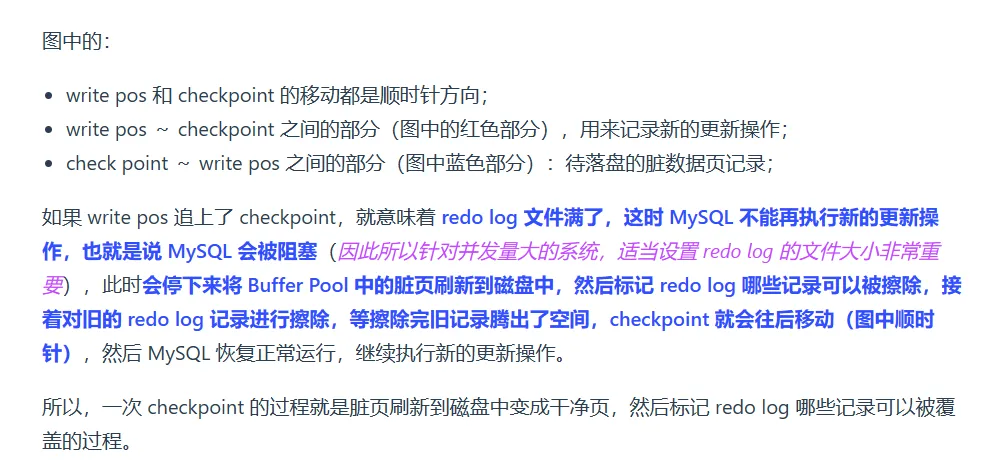 图中的：
• write pos 和 checkpoint 的移动都是顺时针方向；
• write pos ～ checkpoint 之间的部分（图中的红色部分），用来记录新的更新操作；
• check point ～ write pos 之间的部分（图中蓝色部分）：待落盘的脏数据页记录；
如果 write pos 追上了 checkpoint，就意味着 redo log 文件满了，这时 MySQL 不能再执行新的更新操
作，也就是说 MySQL 会被阻塞（因此所以针对并发量大的系统，适当设置 redo log 的文件大小非常重
要），此时会停下来将 Buffer Pool 中的脏页刷新到磁盘中，然后标记 redo log 哪些记录可以被擦除，接
着对旧的 redo log 记录进行擦除，等擦除完旧记录腾出了空间，checkpoint 就会往后移动（图中顺时
针），然后 MySQL 恢复正常运行，继续执行新的更新操作。
所以，一次 checkpoint 的过程就是脏页刷新到磁盘中变成干净页，然后标记 redo log 哪些记录可以被覆
盖的过程。